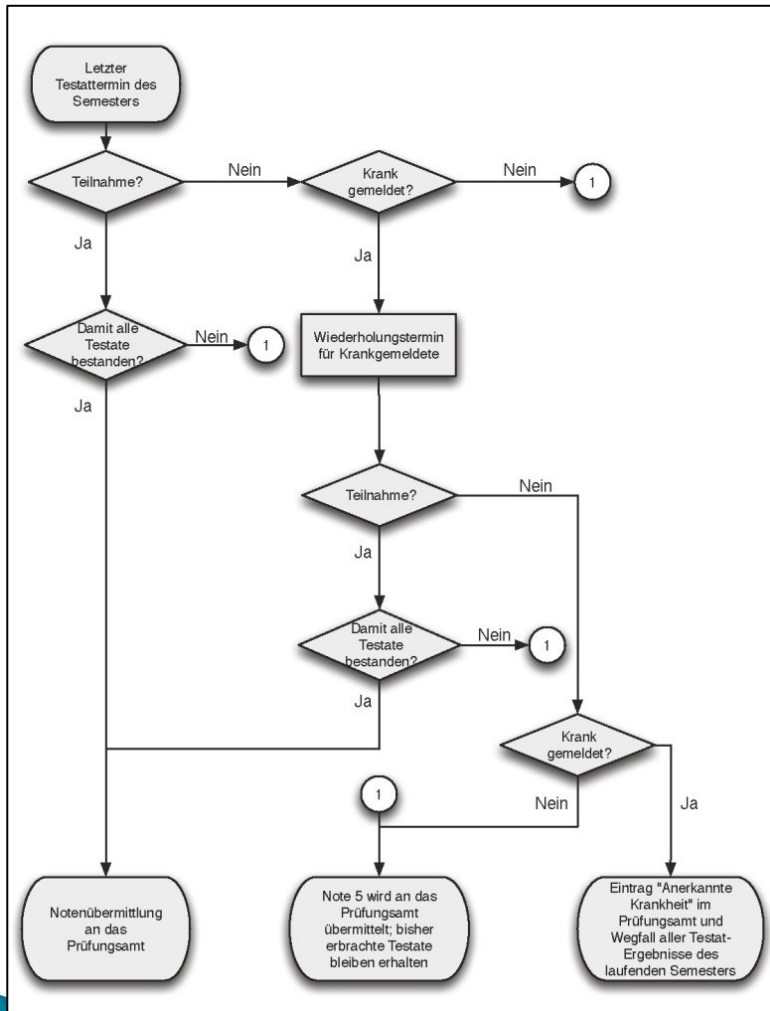 Letzter
Testattermin des
Semesters
Teilnahme?
Nein
Krank
gemeldet?
Nein
1
Ja
Ja
Damit alle
Testate
bestanden?
Nein
1
Wiederholungstermin
für Krankgemeldete
Ja
Teilnahme?
Nein
Ja
Damit alle
Testate
bestanden?
Nein
1
Ja
Krank
gemeldet?
1
Nein
Ja
Notenübermittlung
an das
Prüfungsamt
Note 5 wird an das
Prüfungsamt
übermittelt; bisher
erbrachte Testate
bleiben erhalten
Eintrag "Anerkannte
Krankheit" im
Prüfungsamt und
Wegfall aller Testat-
Ergebnisse des
laufenden Semesters